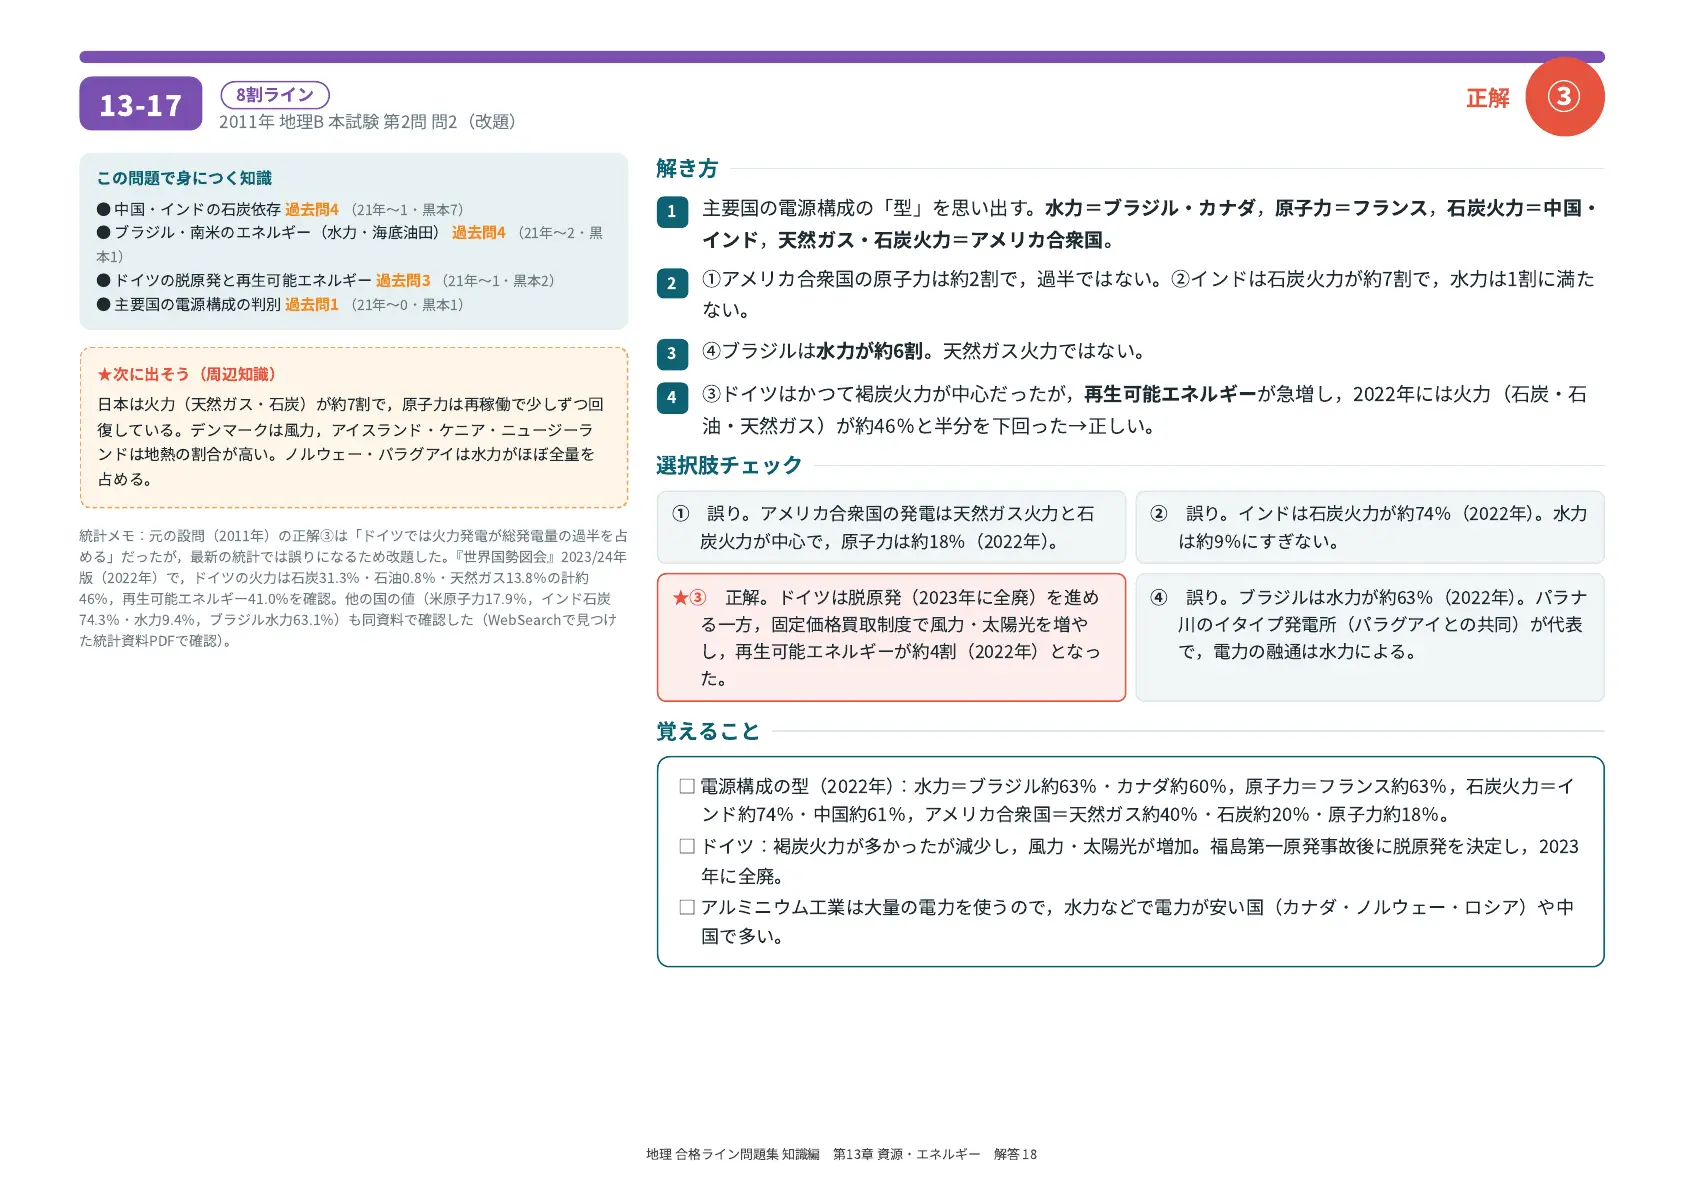 13-17
8割ライン
2011年 地理B 本試験 第2問 問2（改題）
正解 ③
この問題で身につく知識
● 中国・インドの石炭依存 過去問4 （21年〜1・黒本7）
● ブラジル・南米のエネルギー（水力・海底油田） 過去問4 （21年〜2・黒
本1）
● ドイツの脱原発と再生可能エネルギー 過去問3 （21年〜1・黒本2）
● 主要国の電源構成の判別 過去問1 （21年〜0・黒本1）
★次に出そう（周辺知識）
日本は火力（天然ガス・石炭）が約7割で，原子力は再稼働で少しずつ回
復している。デンマークは風力，アイスランド・ケニア・ニュージーラ
ンドは地熱の割合が高い。ノルウェー・パラグアイは水力がほぼ全量を
占める。
統計メモ：元の設問（2011年）の正解③は「ドイツでは火力発電が総発電量の過半を占
める」だったが，最新の統計では誤りになるため改題した。『世界国勢図会』2023/24年
版（2022年）で，ドイツの火力は石炭31.3%・石油0.8%・天然ガス13.8%の計約
46%，再生可能エネルギー41.0%を確認。他の国の値（米原子力17.9%，インド石炭
74.3%・水力9.4%，ブラジル水力63.1%）も同資料で確認した（WebSearchで見つけ
た統計資料PDFで確認）。
解き方
1 主要国の電源構成の「型」を思い出す。水力＝ブラジル・カナダ，原子力＝フランス，石炭火力＝中国・
インド，天然ガス・石炭火力＝アメリカ合衆国。
2 ①アメリカ合衆国の原子力は約2割で，過半ではない。②インドは石炭火力が約7割で，水力は1割に満た
ない。
3 ④ブラジルは水力が約6割。天然ガス火力ではない。
4 ③ドイツはかつて褐炭火力が中心だったが，再生可能エネルギーが急増し，2022年には火力（石炭・石
油・天然ガス）が約46%と半分を下回った→正しい。
選択肢チェック
① 誤り。アメリカ合衆国の発電は天然ガス火力と石
炭火力が中心で，原子力は約18%（2022年）。
② 誤り。インドは石炭火力が約74%（2022年）。水力
は約9%にすぎない。
★③ 正解。ドイツは脱原発（2023年に全廃）を進め
る一方，固定価格買取制度で風力・太陽光を増や
し，再生可能エネルギーが約4割（2022年）となっ
た。
④ 誤り。ブラジルは水力が約63%（2022年）。パラナ
川のイタイプ発電所（パラグアイとの共同）が代表
で，電力の融通は水力による。
覚えること
□ 電源構成の型（2022年）：水力＝ブラジル約63%・カナダ約60%，原子力＝フランス約63%，石炭火力＝イ
ンド約74%・中国約61%，アメリカ合衆国＝天然ガス約40%・石炭約20%・原子力約18%。
□ ドイツ：褐炭火力が多かったが減少し，風力・太陽光が増加。福島第一原発事故後に脱原発を決定し，2023
年に全廃。
□ アルミニウム工業は大量の電力を使うので，水力などで電力が安い国（カナダ・ノルウェー・ロシア）や中
国で多い。
地理 合格ライン問題集 知識編 第13章 資源・エネルギー 解答 18